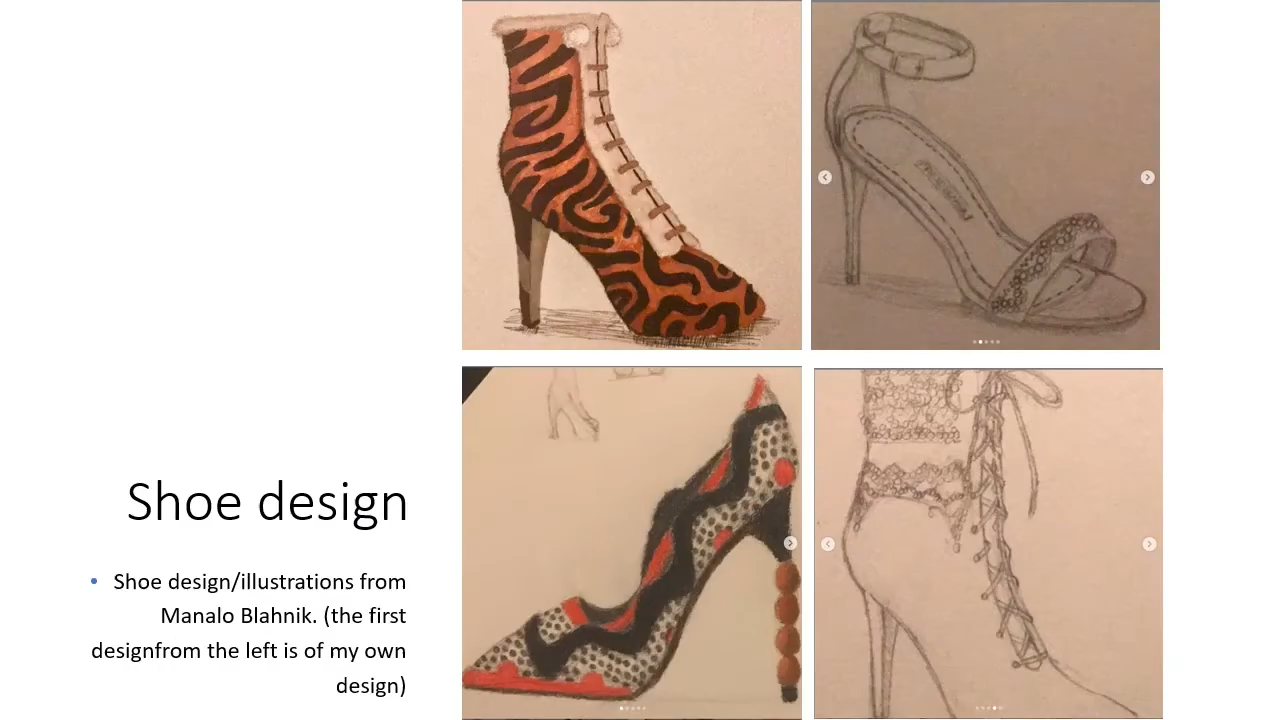 Shoe design
• Shoe design/illustrations from
Manalo Blahnik. (the first
designfrom the left is of my own
design)